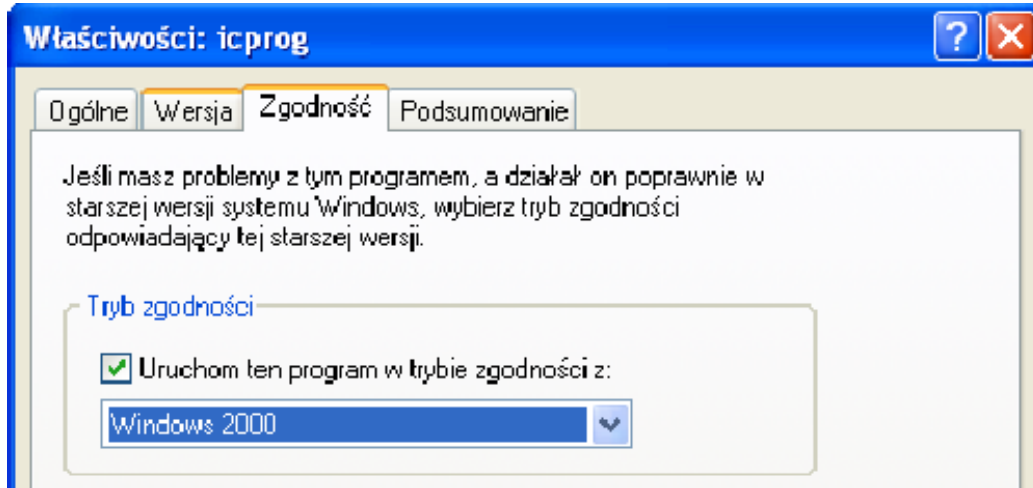 Właściwości: icprog
Ogólne Wersja Zgodność Podsumowanie
Jeśli masz problemy z tym programem, a działał on poprawnie w
starszej wersji systemu Windows, wybierz tryb zgodności
odpowiadający tej starszej wersji.
Tryb zgodności
Uruchom ten program w trybie zgodności z:
Windows 2000